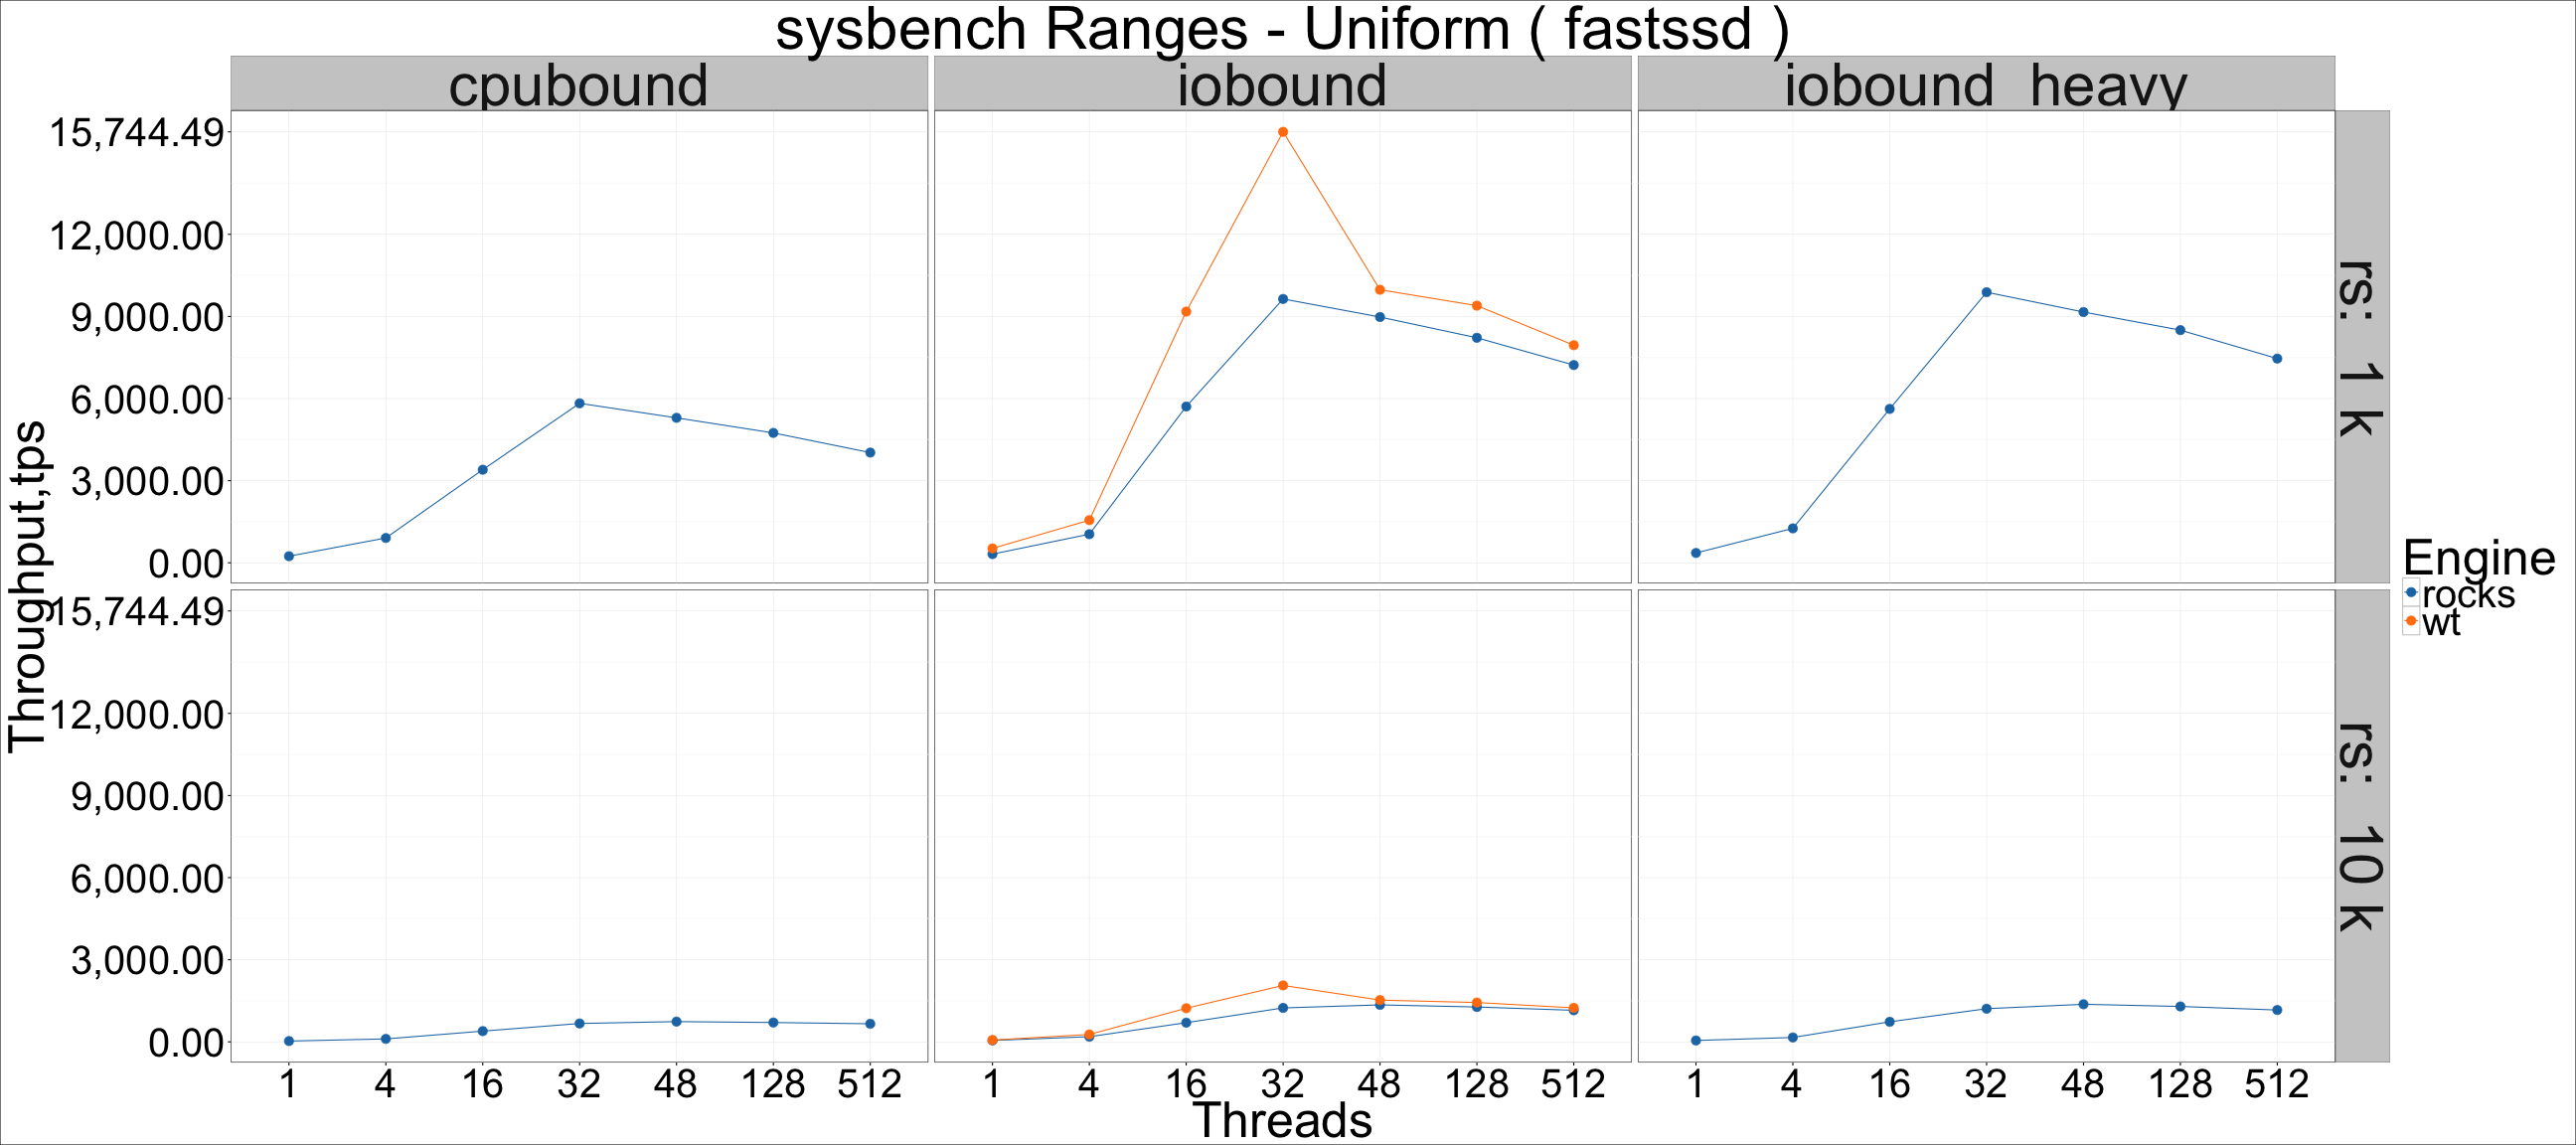 sysbench Ranges - Uniform ( fastssd )
cpubound
iobound
iobound heavy
15,744.49
12,000.00
9,000.00
6,000.00
3,000.00
0.00
rs: 1 k
15,744.49
12,000.00
9,000.00
6,000.00
3,000.00
0.00
rs: 10 k
Throughput,tps
1 4 16 32 48 128 512
1 4 16 32 48 128 512
1 4 16 32 48 128 512
Threads
Engine
rocks
wt